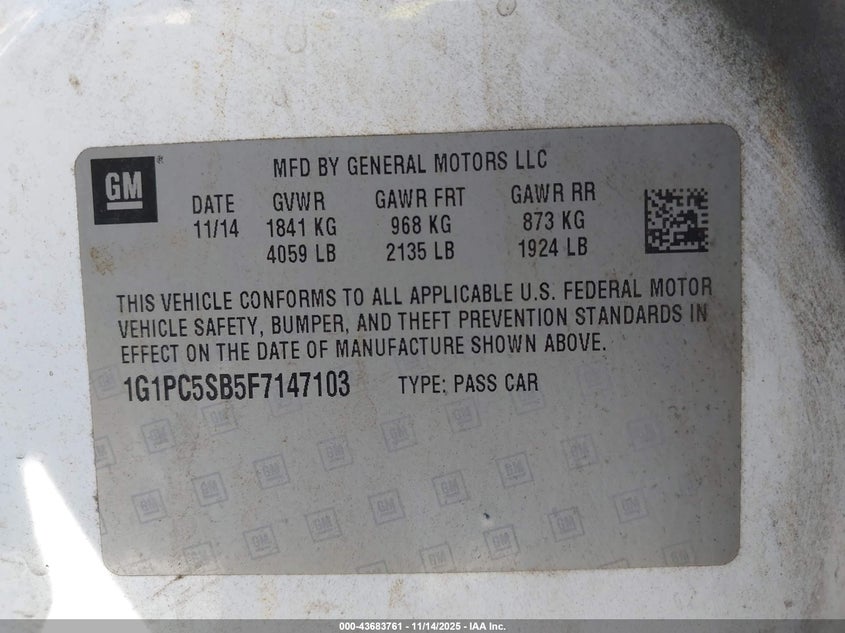 GM
MFD BY GENERAL MOTORS LLC
DATE GVWR GAWR FRT GAWR RR
11/14 1841 KG 968 KG 873 KG
4059 LB 2135 LB 1924 LB
THIS VEHICLE CONFORMS TO ALL APPLICABLE U.S. FEDERAL MOTOR
VEHICLE SAFETY, BUMPER, AND THEFT PREVENTION STANDARDS IN
EFFECT ON THE DATE OF MANUFACTURE SHOWN ABOVE.
1G1PC5SB5F7147103 TYPE: PASS CAR
000-43683761 - 11/14/2025 - IAA Inc.